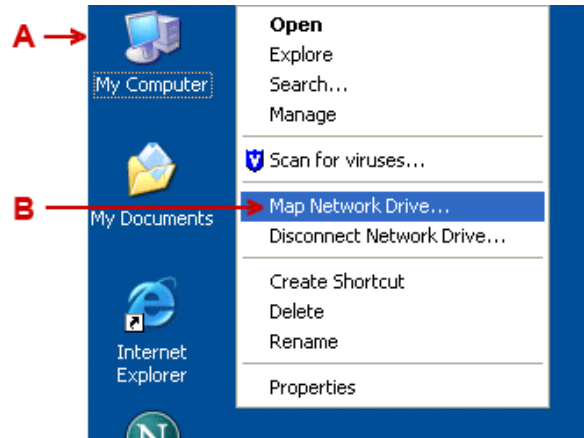 A
My Computer
B
My Documents
Internet
Explorer
N
Open
Explore
Search...
Manage
Scan for viruses...
Map Network Drive...
Disconnect Network Drive...
Create Shortcut
Delete
Rename
Properties